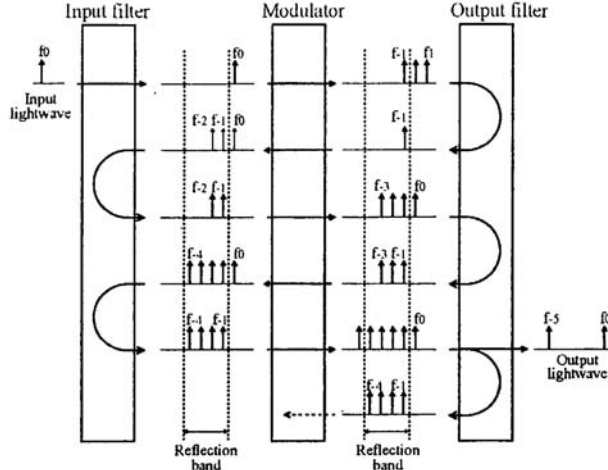 Input filter
Modulator
Output filter
f0
f0
f-1 f1
Input
lightwave
f-2 f-1 f0
f-1
f-2 f-1
f-3 f0
f-4 f0
f-3 f-1
f-4 f-1
f0
f-5 f0
Output
lightwave
f-4 f-1
Reflection
band
Reflection
band